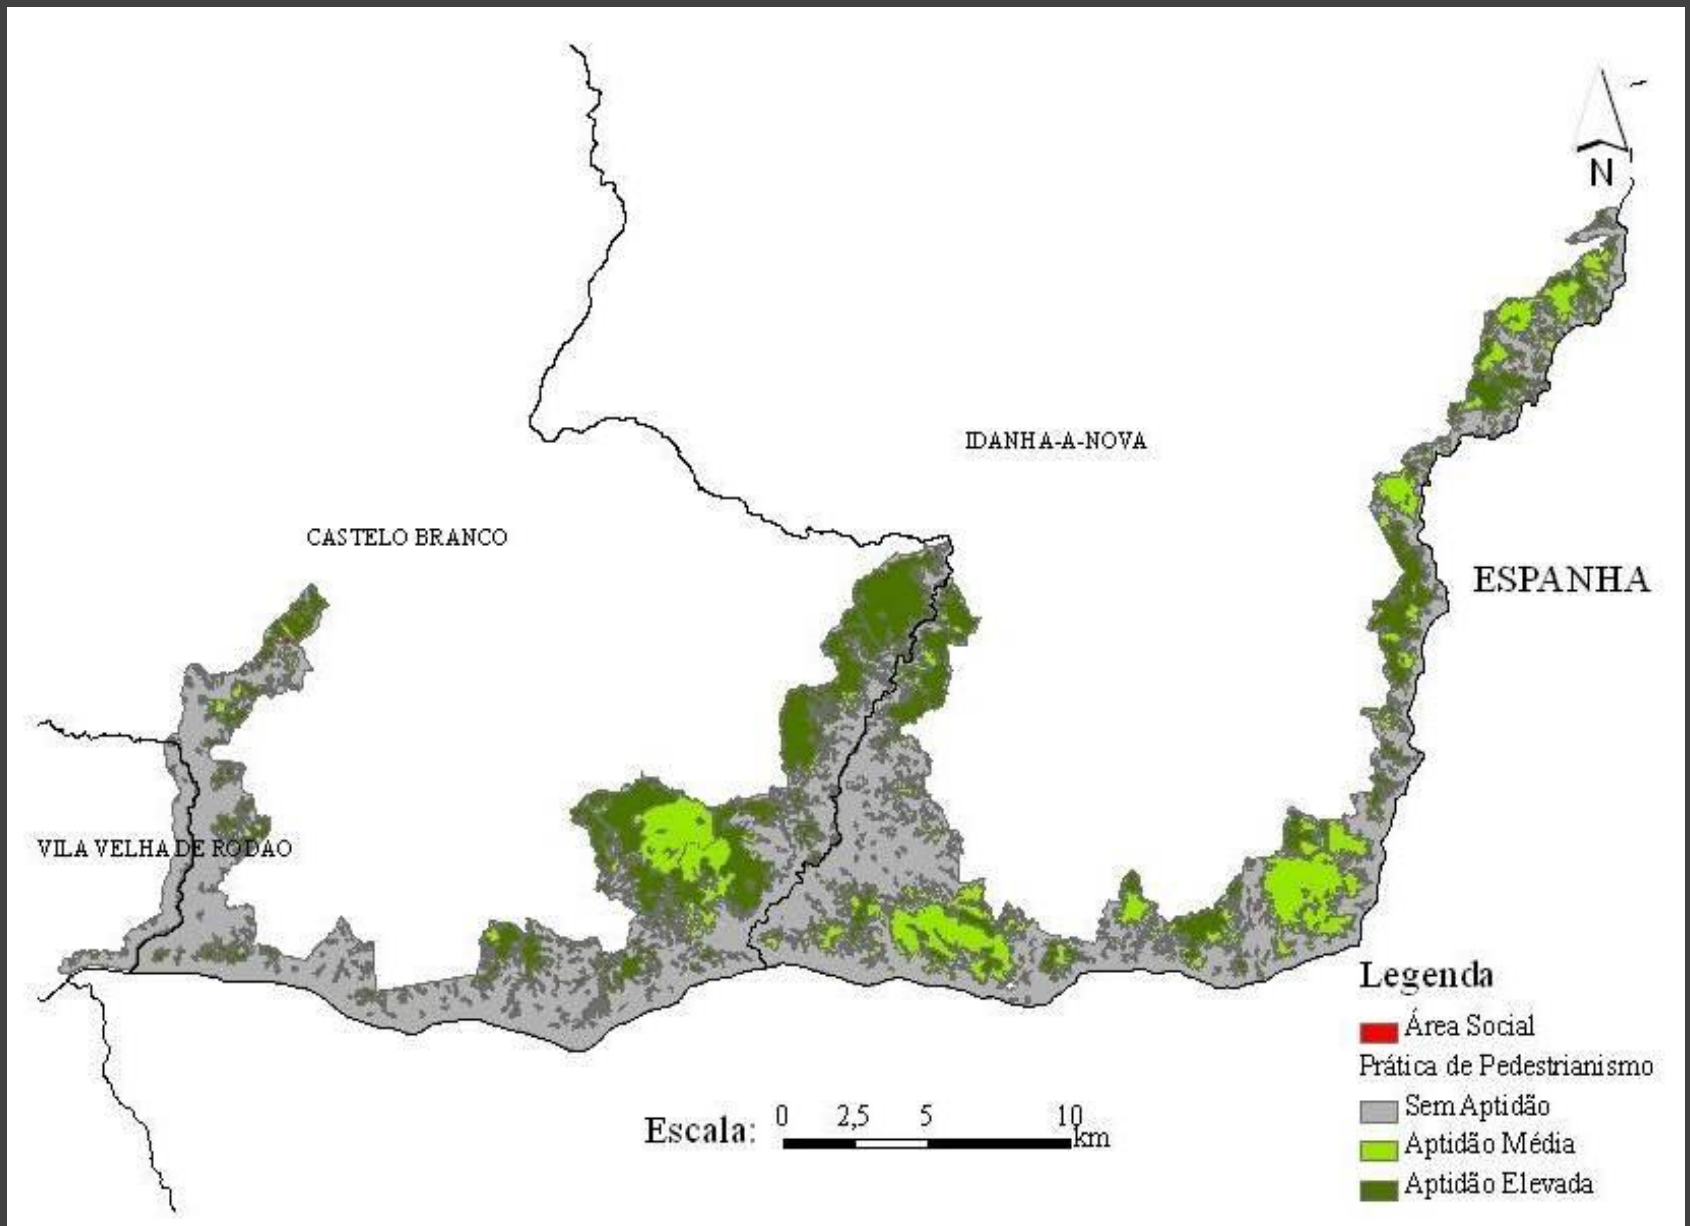 N
IDANHA-A-NOVA
CASTELO BRANCO
ESPANHA
VILA VELHA DE RODAO
Legenda
Área Social
Prática de Pedestrianismo
Sem Aptidão
Aptidão Média
Aptidão Elevada
Escala: 0 2,5 5 10 km